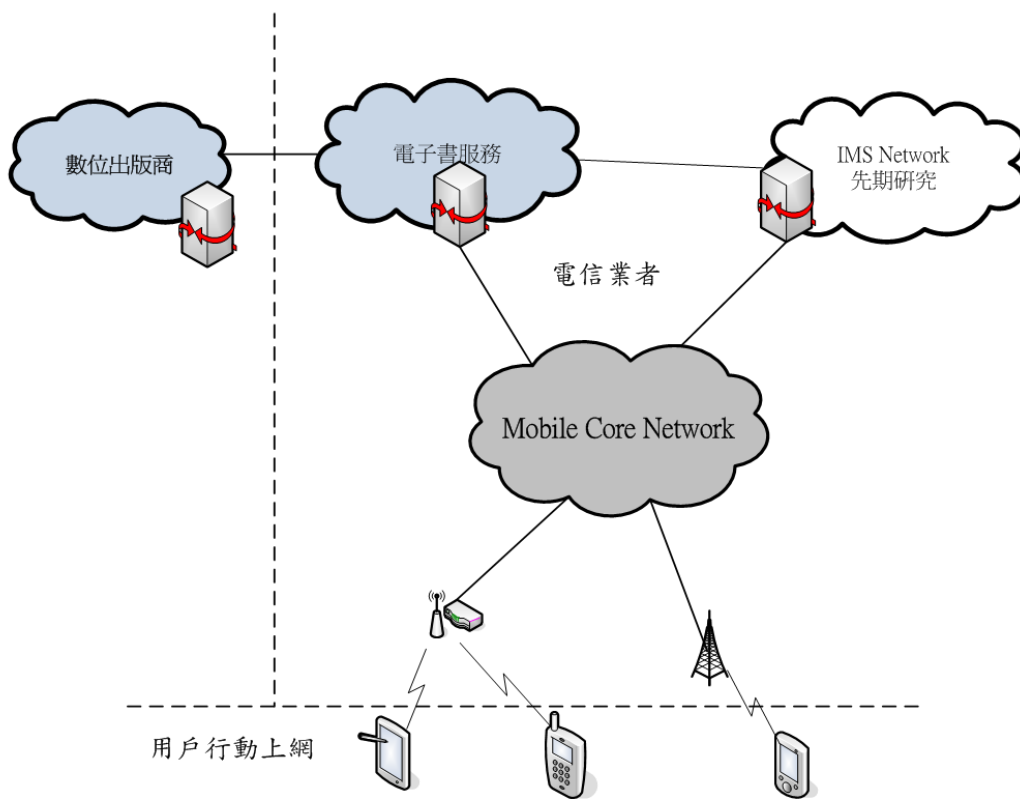 數位出版商
電子書服務
IMS Network
先期研究
電信業者
Mobile Core Network
用戶行動上網